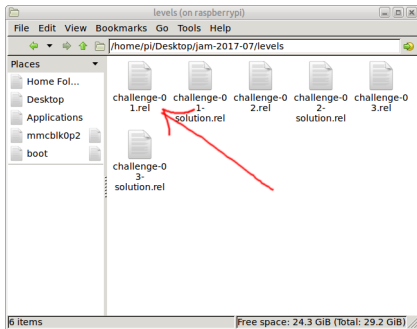 levels (on raspberrypi)
File Edit View Bookmarks Go Tools Help
/home/pi/Desktop/jam-2017-07/levels
Places
Home Fol...
Desktop
Applications
mmcblk0p2
boot
challenge-0
1.rel
challenge-0
1-
solution.rel
challenge-0
2.rel
challenge-0
2-
solution.rel
challenge-0
3.rel
challenge-0
3-
solution.rel
6 items
Free space: 24.3 GiB (Total: 29.2 GiB)